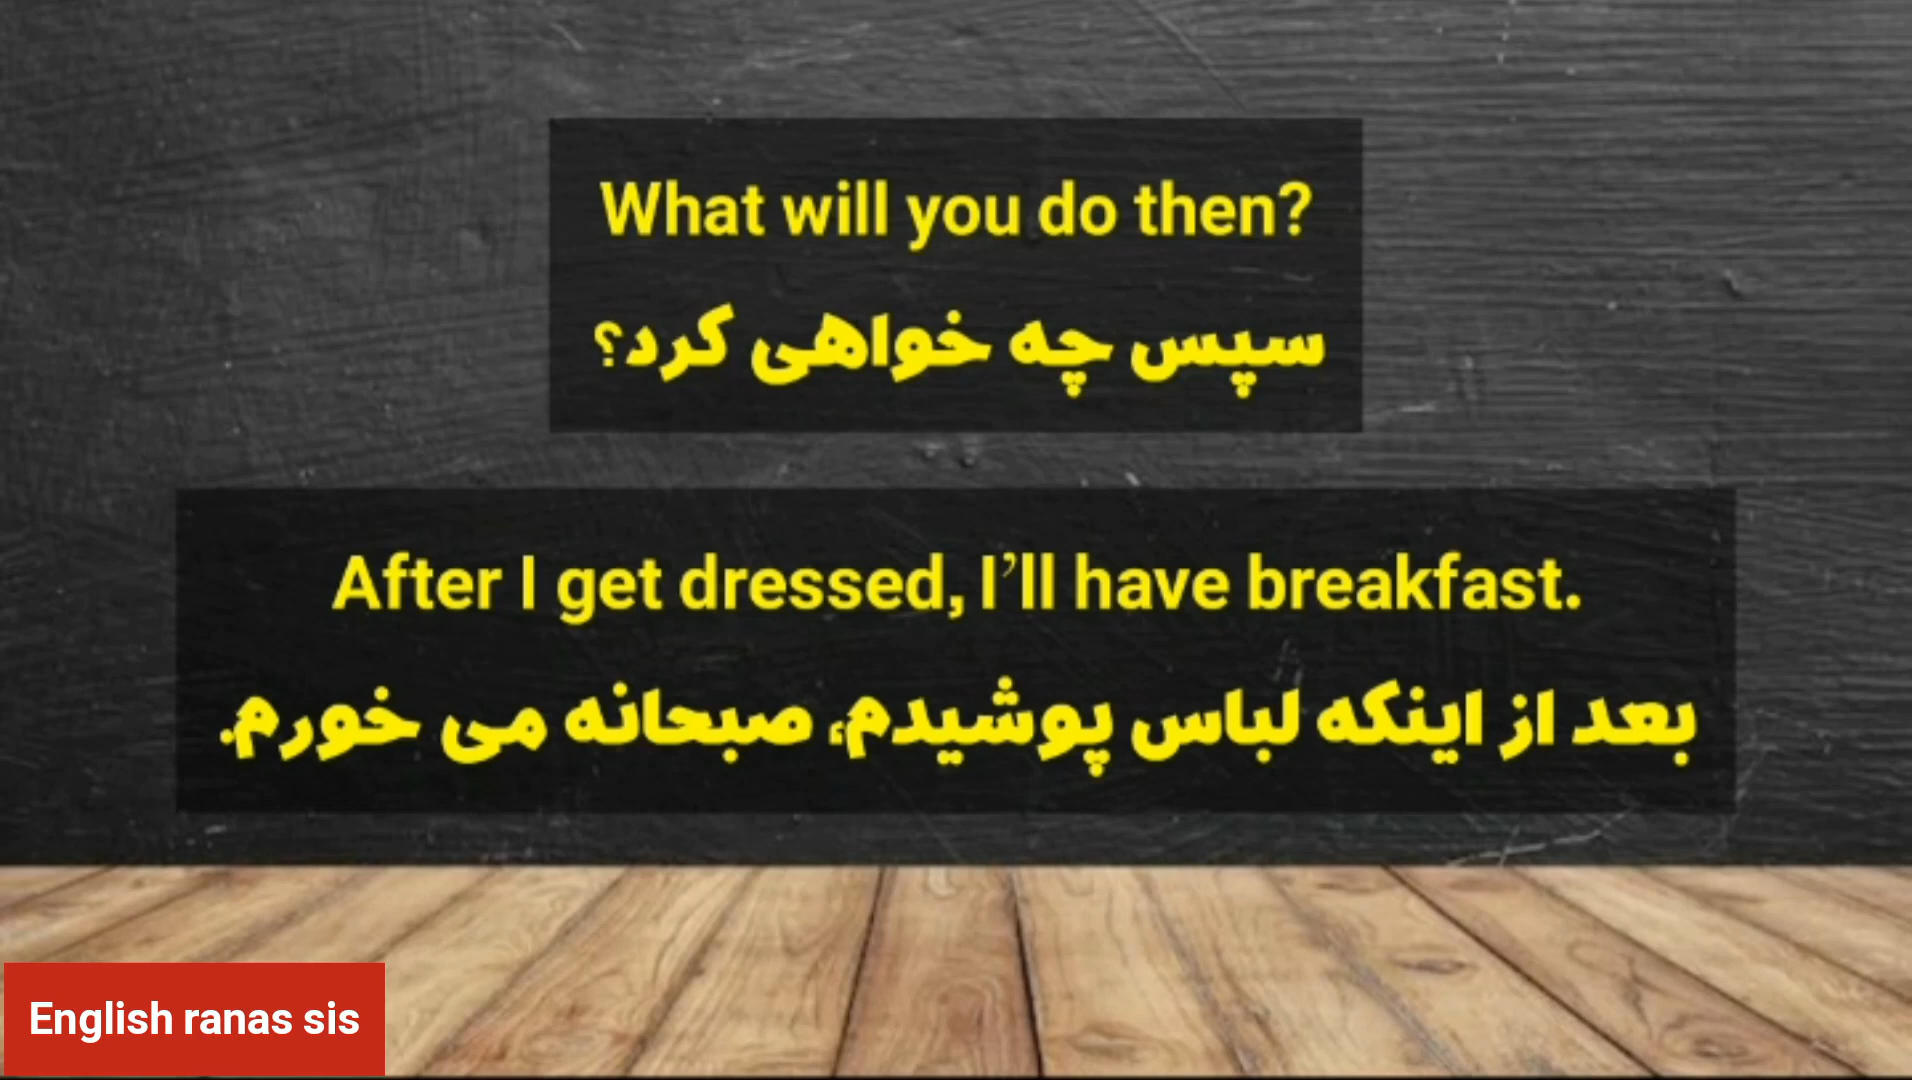 What will you do then?
سپس چه خواهی کرد؟
After I get dressed, I’ll have breakfast.
بعد از اینکه لباس پوشیدم، صبحانه می خورم.
English ranas sis